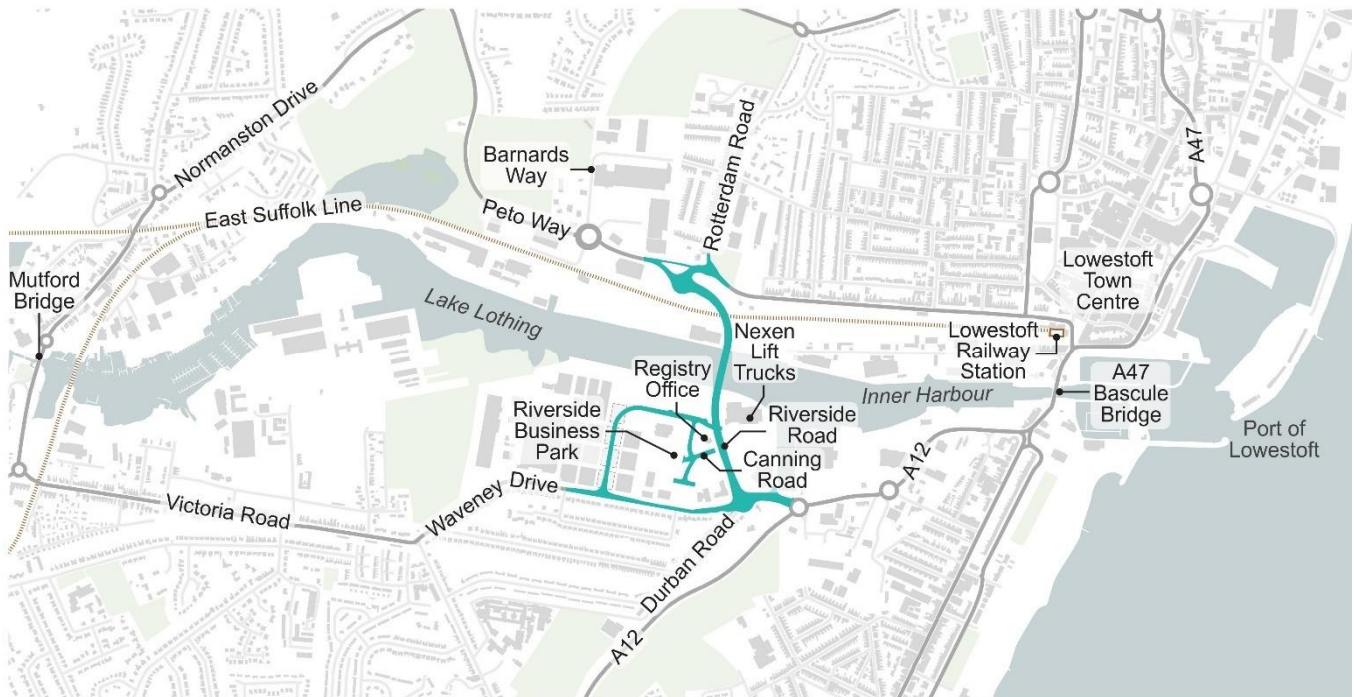 Normanston Drive
A47
Barnards
Way
Rotterdam Road
East Suffolk Line
Peto Way
Mutford
Bridge
Lowestoft
Town
Centre
Lake Lothing
Nexen
Lift
Trucks
Lowestoft
Railway
Station
Registry
Office
Inner Harbour
A47
Bascule
Bridge
Riverside
Business
Park
Riverside
Road
Port of
Lowestoft
Canning
Road
A12
Waveney Drive
Victoria Road
Durban Road
A12